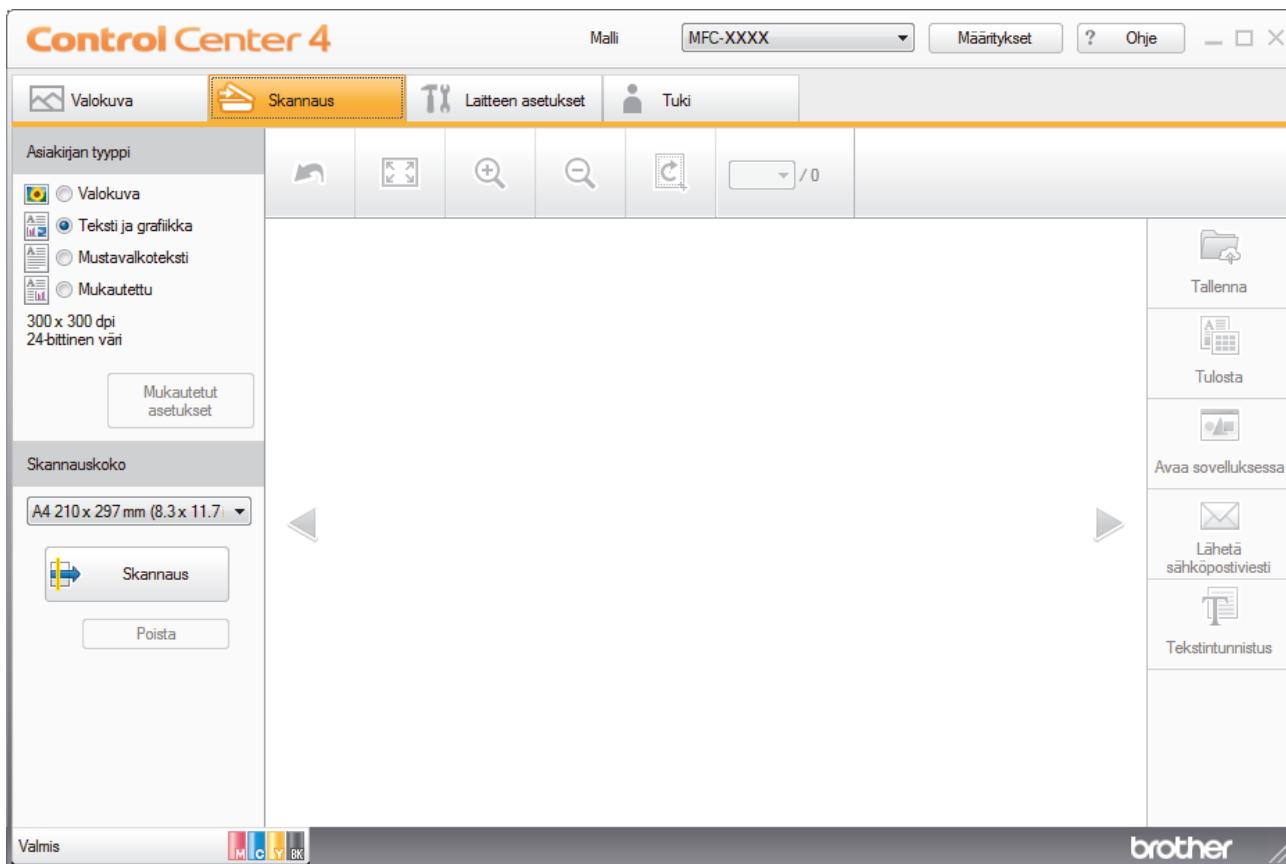 Control Center 4
Malli
MFC-XXXX
Määritykset
? Ohje
Valokuva
Skannaus
Laitteen asetukset
Tuki
Asiakirjan tyyppi
Valokuva
Teksti ja grafiikka
Mustavalkoteksti
Mukautettu
300 x 300 dpi
24-bittinen väri
Mukautetut
asetukset
Skannauskoko
A4 210 x 297 mm (8.3 x 11.7
Skannaus
Poista
/ 0
Tallenna
Tulosta
Avaa sovelluksessa
Lähetä
sähköpostiviesti
Tekstintunnistus
Valmis
M C Y BK
brother